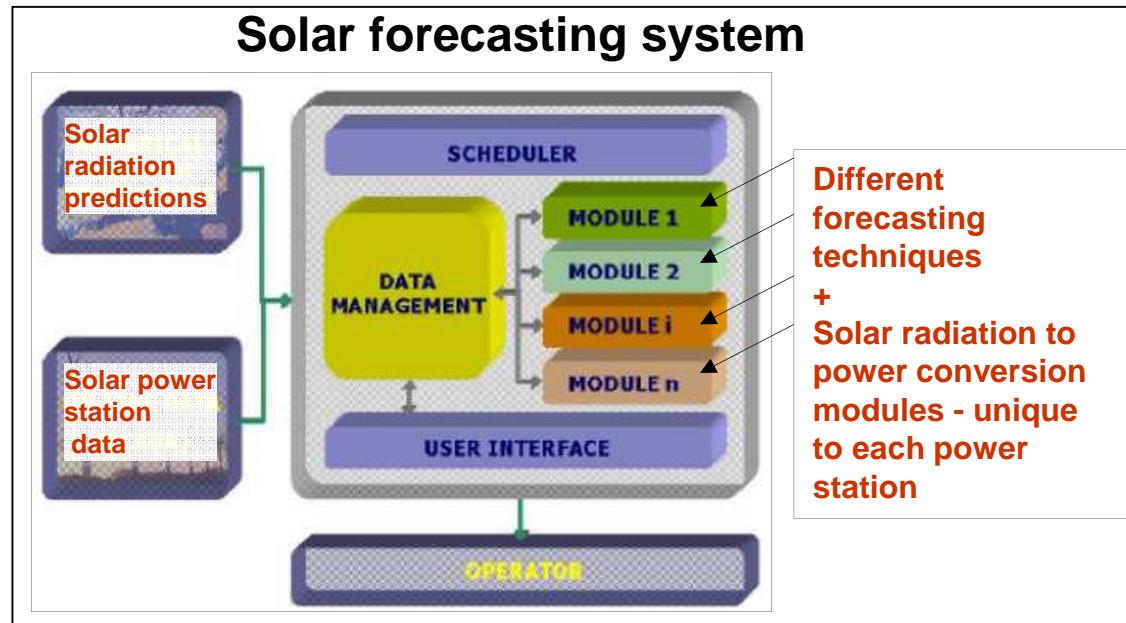 Solar forecasting system
Solar
radiation
predictions
Solar power
station
data
SCHEDULER
DATA
MANAGEMENT
MODULE 1
MODULE 2
MODULE i
MODULE n
USER INTERFACE
OPERATOR
Different
forecasting
techniques
+
Solar radiation to
power conversion
modules - unique
to each power
station